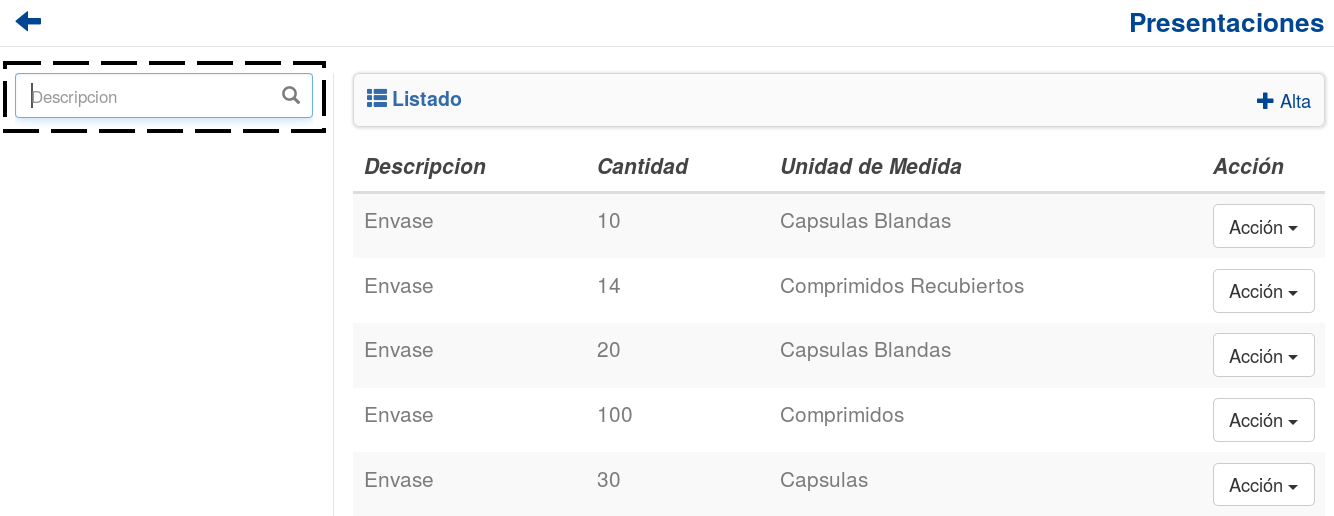 Presentaciones
Descripcion
Listado
Alta
Descripcion Cantidad Unidad de Medida Acción
Envase 10 Capsulas Blandas Acción
Envase 14 Comprimidos Recubiertos Acción
Envase 20 Capsulas Blandas Acción
Envase 100 Comprimidos Acción
Envase 30 Capsulas Acción